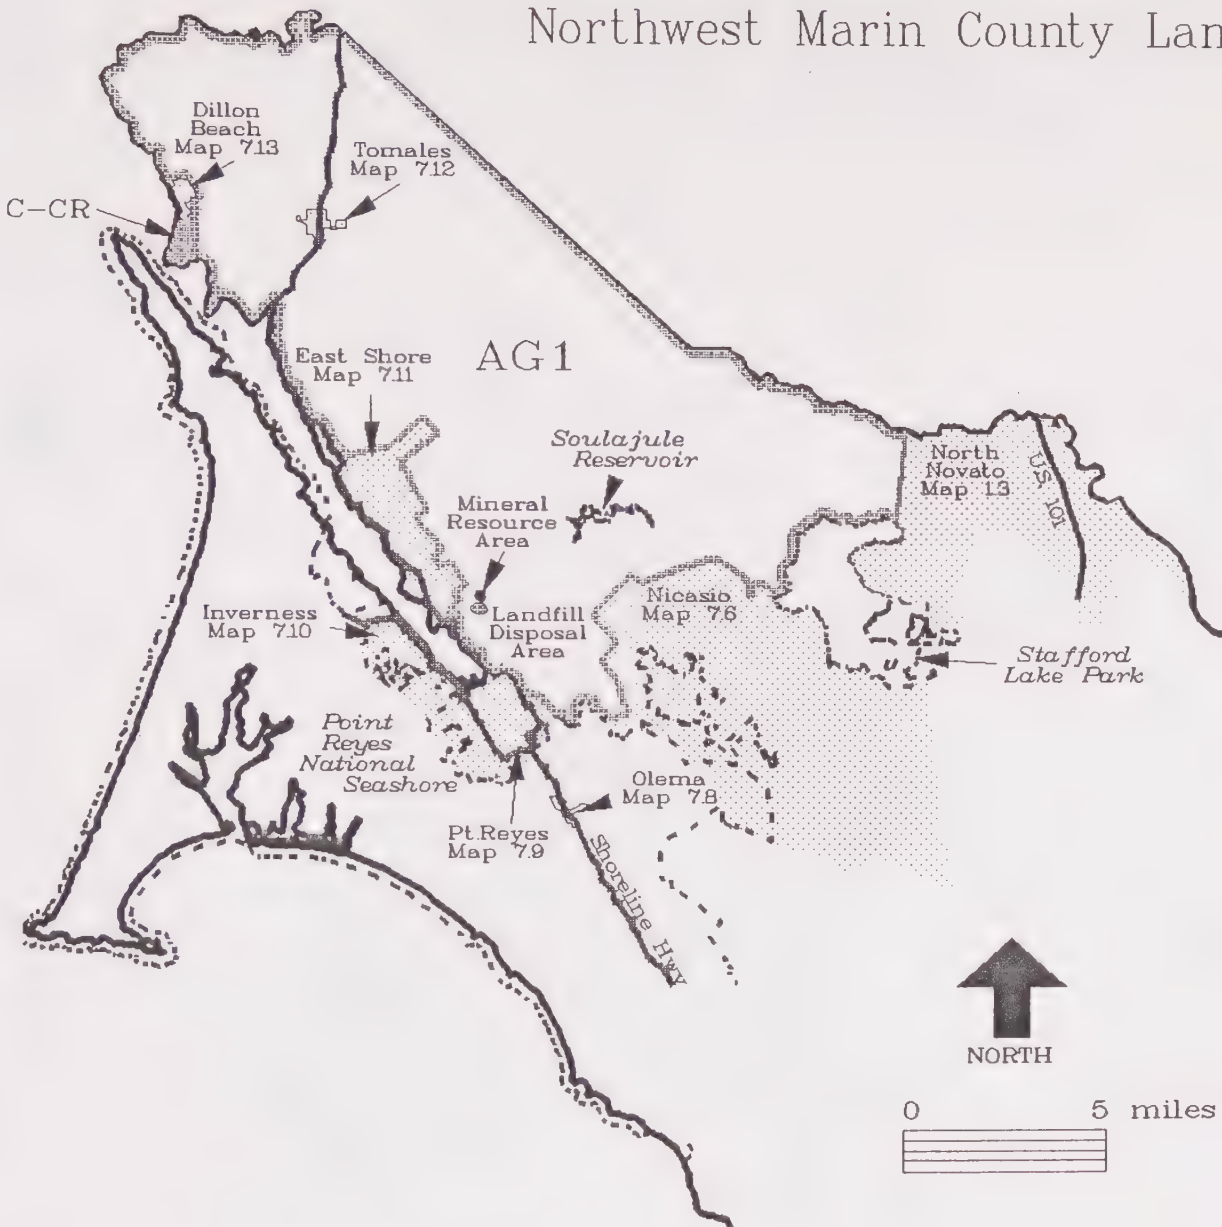 Northwest Marin County Lan
Dillon
Beach
Map 7.13
Tomales
Map 7.12
C-CR
East Shore
Map 7.11
AG1
Soulajule
Reservoir
North
Novato
Map 1.3
U.S. 101
Mineral
Resource
Area
Inverness
Map 7.10
Landfill
Disposal
Area
Nicasio
Map 7.6
Stafford
Lake Park
Point
Reyes
National
Seashore
Olema
Map 7.8
Pt.Reyes
Map 7.9
Shoreline Hwy
NORTH
0 5 miles